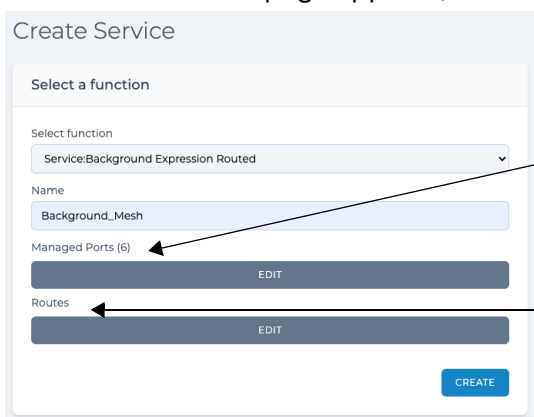 Create Service
Select a function
Select function
Service:Background Expression Routed
Name
Background_Mesh
Managed Ports (6)
EDIT
Routes
EDIT
CREATE